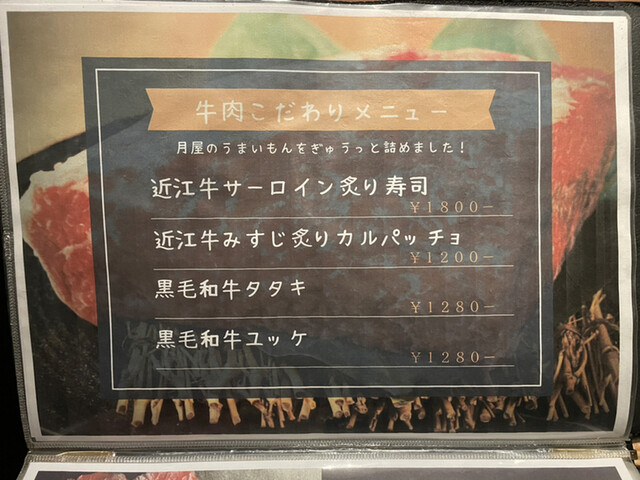 牛肉こだわりメニュー
月屋のうまいもんをぎゅうっと詰めました！
近江牛サーロイン炙り寿司
¥1800-
近江牛みすじ炙りカルパッチョ
¥1200-
黒毛和牛タタキ
¥1280-
黒毛和牛ユッケ
¥1280-